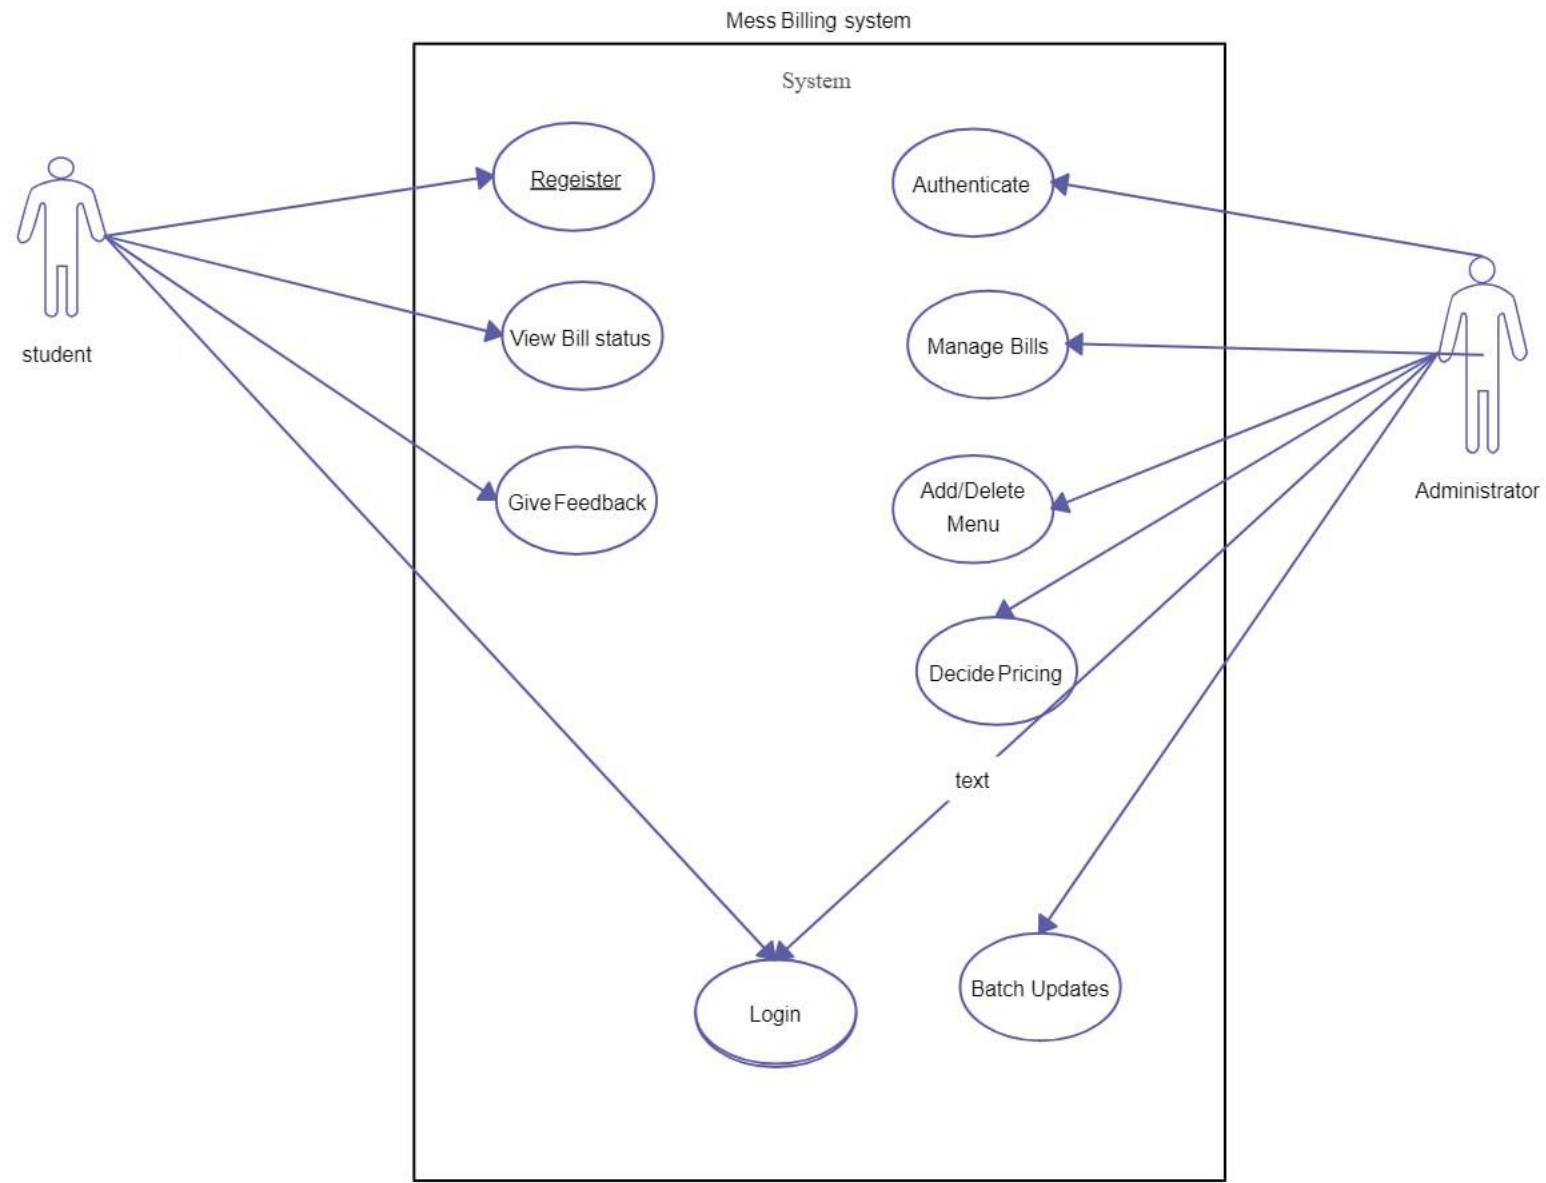 Mess Billing system
System
Regeister
Authenticate
View Bill status
Manage Bills
student
Give Feedback
Add/Delete
Menu
Administrator
Decide Pricing
text
Login
Batch Updates